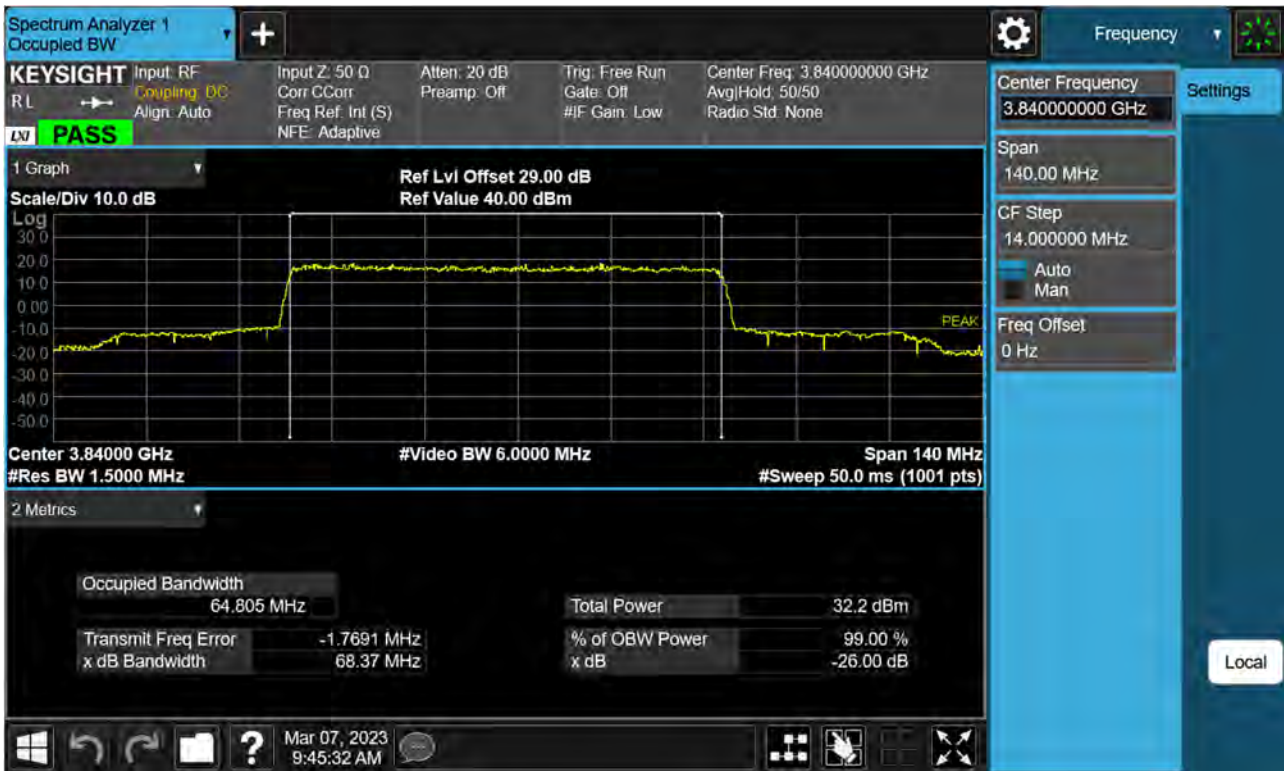 Spectrum Analyzer 1
Occupied BW
+
Frequency
KEYSIGHT
R L
LXI
PASS
Input: RF
Coupling: DC
Align: Auto
Input Z: 50 Ω
Corr CCorr
Freq Ref: Int (S)
NFE: Adaptive
Atten: 20 dB
Preamp: Off
Trig: Free Run
Gate: Off
#IF Gain: Low
Center Freq: 3.840000000 GHz
Avg|Hold: 50/50
Radio Std: None
Center Frequency
3.840000000 GHz
Settings
Span
140.00 MHz
CF Step
14.000000 MHz
Auto
Man
Freq Offset
0 Hz
Local
1 Graph
Scale/Div 10.0 dB
Ref Lvl Offset 29.00 dB
Ref Value 40.00 dBm
Log
30.0
20.0
10.0
0.00
-10.0
-20.0
-30.0
-40.0
-50.0
PEAK
Center 3.84000 GHz
#Res BW 1.5000 MHz
#Video BW 6.0000 MHz
Span 140 MHz
#Sweep 50.0 ms (1001 pts)
2 Metrics
Occupied Bandwidth
64.805 MHz
Total Power 32.2 dBm
Transmit Freq Error -1.7691 MHz
% of OBW Power 99.00 %
x dB Bandwidth 68.37 MHz
x dB -26.00 dB
?
Mar 07, 2023
9:45:32 AM